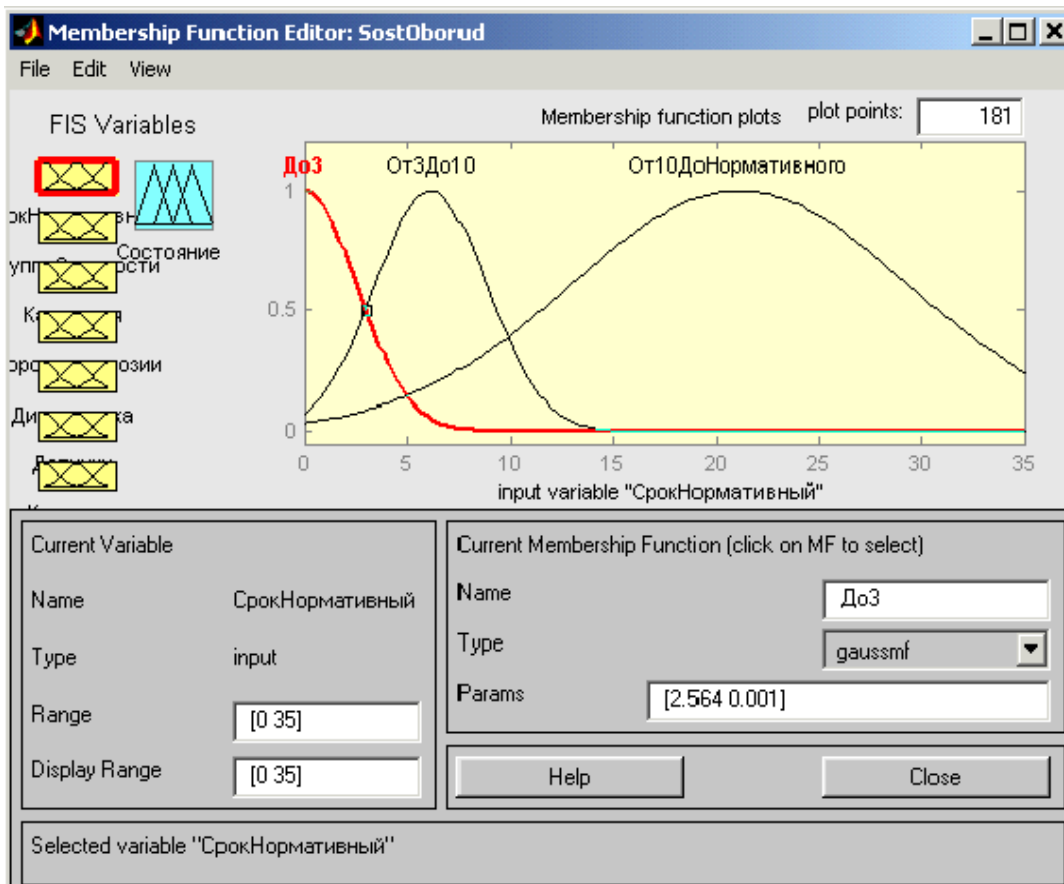 Membership Function Editor: SostOborud
File Edit View
FIS Variables
Membership function plots plot points: 181
До3 От3До10 От10ДоНормативного
Состояние
1
0.5
0
0 5 10 15 20 25 30 35
input variable "СрокНормативный"
Current Variable
Name СрокНормативный
Type input
Range [0 35]
Display Range [0 35]
Current Membership Function (click on MF to select)
Name До3
Type gaussmf
Params [2.564 0.001]
Help Close
Selected variable "СрокНормативный"